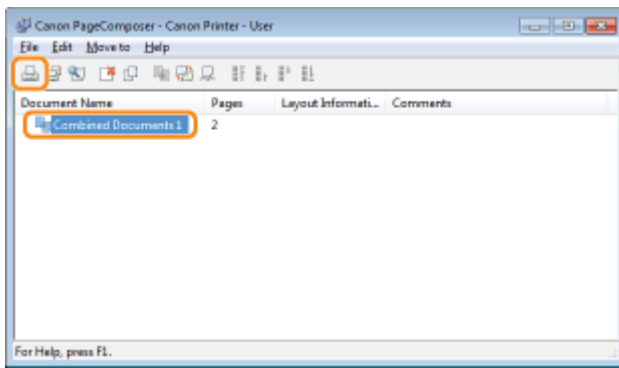 Canon PageComposer - Canon Printer - User
File Edit Move to Help
Document Name Pages Layout Informati... Comments
Combined Documents 1 2
For Help, press F1.